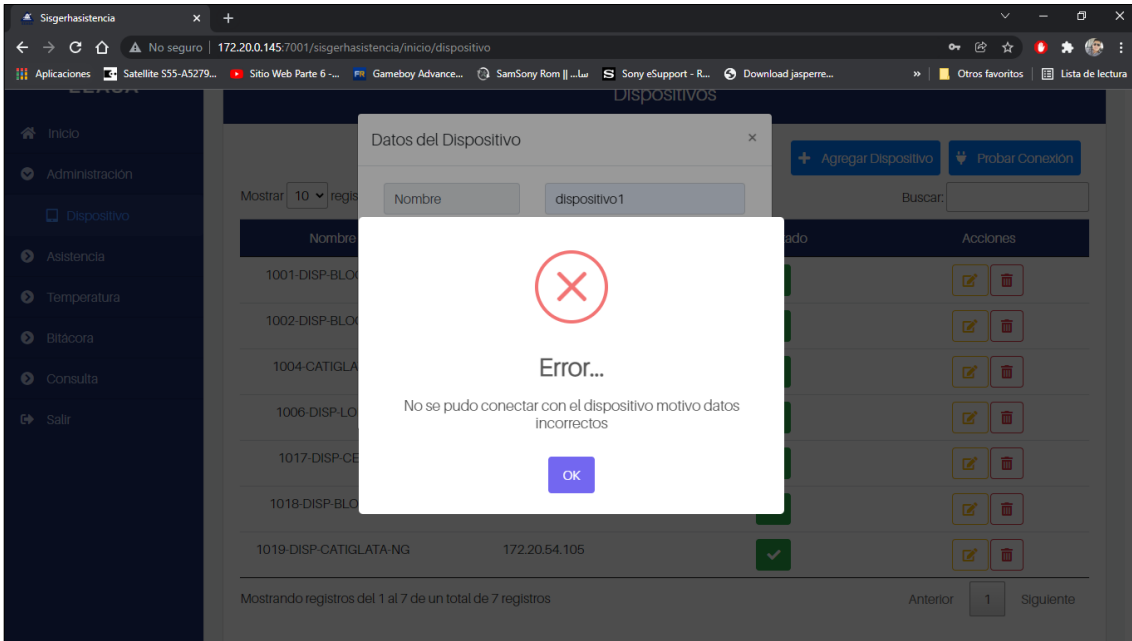 Sisgerhasistencia
No seguro | 172.20.0.145:7001/sisgerhasistencia/inicio/dispositivo
Aplicaciones Satellite S55-A5279... Sitio Web Parte 6 -... Gameboy Advance... SamSony Rom || ...لسا Sony eSupport - R... Download jasperre... » Otros favoritos Lista de lectura
Dispositivos
Inicio
Administración
Dispositivo
Asistencia
Temperatura
Bitácora
Consulta
Salir
Datos del Dispositivo ×
Agregar Dispositivo Probar Conexión
Mostrar 10 regis
Buscar:
Nombre dispositivo1
Nombre ado Acciones
1001-DISP-BLO
1002-DISP-BLO
1004-CATIGLA
1006-DISP-LO
1017-DISP-CE
1018-DISP-BLO
1019-DISP-CATIGLATA-NG 172.20.54.105
Error...
No se pudo conectar con el dispositivo motivo datos
incorrectos
OK
Mostrando registros del 1 al 7 de un total de 7 registros
Anterior 1 Siguiente